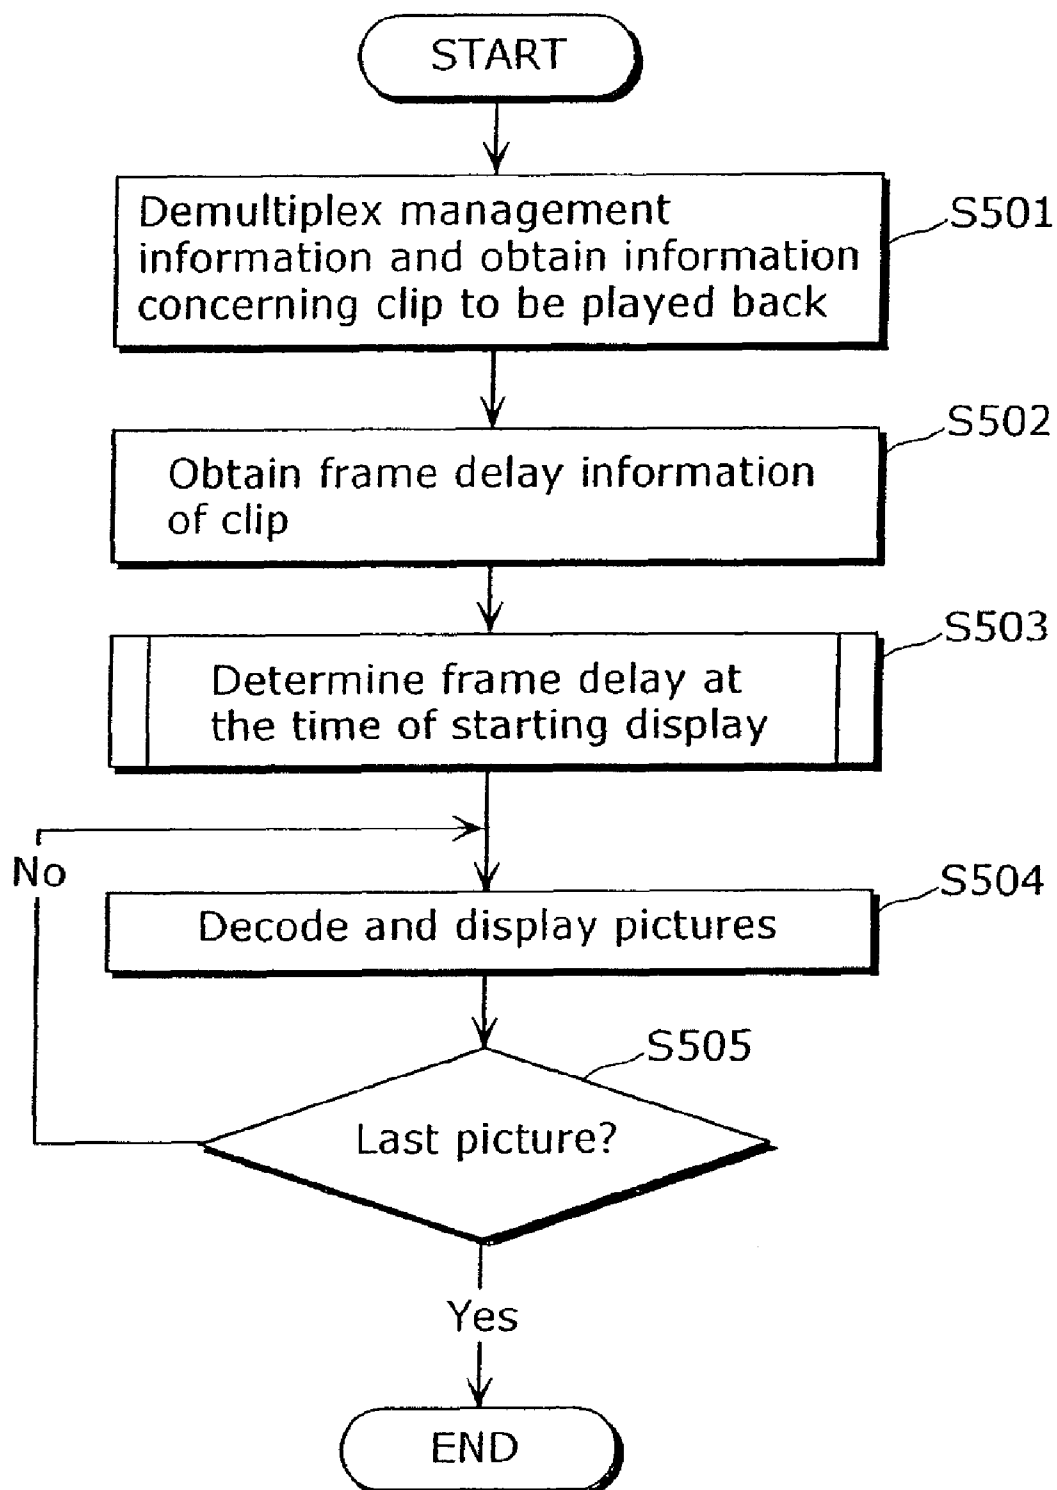 START
Demultiplex management
information and obtain information
concerning clip to be played back
S501
Obtain frame delay information
of clip
S502
Determine frame delay at
the time of starting display
S503
No
Decode and display pictures
S504
Last picture?
S505
Yes
END